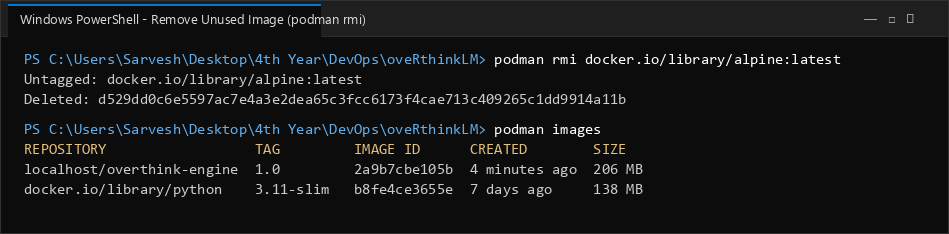 Windows PowerShell - Remove Unused Image (podman rmi)
PS C:\Users\Sarvesh\Desktop\4th Year\DevOps\oveRthinkLM> podman rmi docker.io/library/alpine:latest
Untagged: docker.io/library/alpine:latest
Deleted: d529dd0c6e5597ac7e4a3e2dea65c3fcc6173f4cae713c409265c1dd9914a11b
PS C:\Users\Sarvesh\Desktop\4th Year\DevOps\oveRthinkLM> podman images
REPOSITORY TAG IMAGE ID CREATED SIZE
localhost/overthink-engine 1.0 2a9b7cbe105b 4 minutes ago 206 MB
docker.io/library/python 3.11-slim b8fe4ce3655e 7 days ago 138 MB